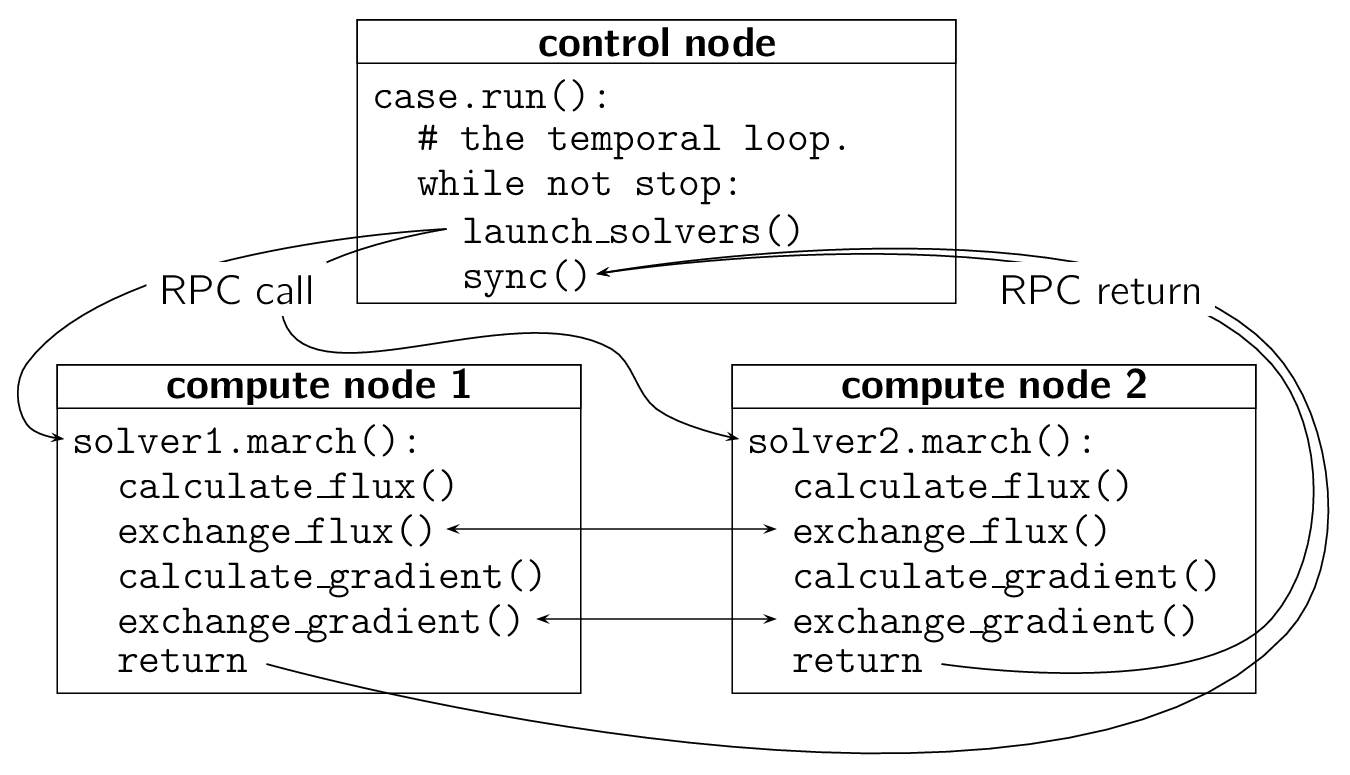 control node
case.run():
# the temporal loop.
while not stop:
launch_solvers()
sync()
RPC call
RPC return
compute node 1
solver1.march():
calculate_flux()
exchange_flux()
calculate_gradient()
exchange_gradient()
return
compute node 2
solver2.march():
calculate_flux()
exchange_flux()
calculate_gradient()
exchange_gradient()
return